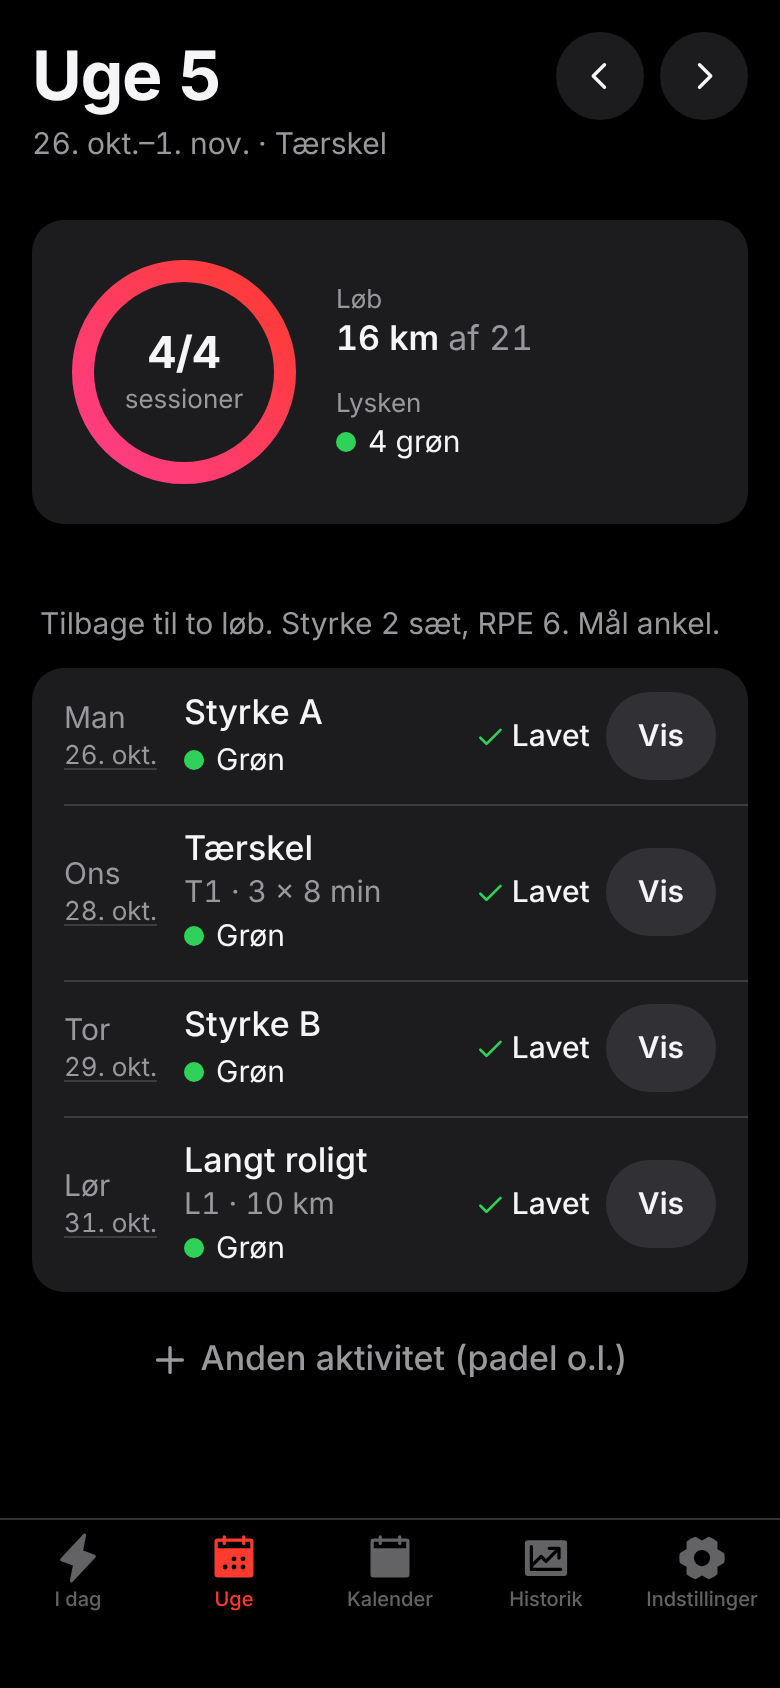 Uge 5
26. okt.–1. nov. · Tærskel
4/4
sessioner
Løb
16 km af 21
Lysken
4 grøn
Tilbage til to løb. Styrke 2 sæt, RPE 6. Mål ankel.
Man
26. okt.
Styrke A
Grøn
Lavet
Vis
Ons
28. okt.
Tærskel
T1 · 3 × 8 min
Grøn
Lavet
Vis
Tor
29. okt.
Styrke B
Grøn
Lavet
Vis
Lør
31. okt.
Langt roligt
L1 · 10 km
Grøn
Lavet
Vis
+ Anden aktivitet (padel o.l.)
I dag
Uge
Kalender
Historik
Indstillinger